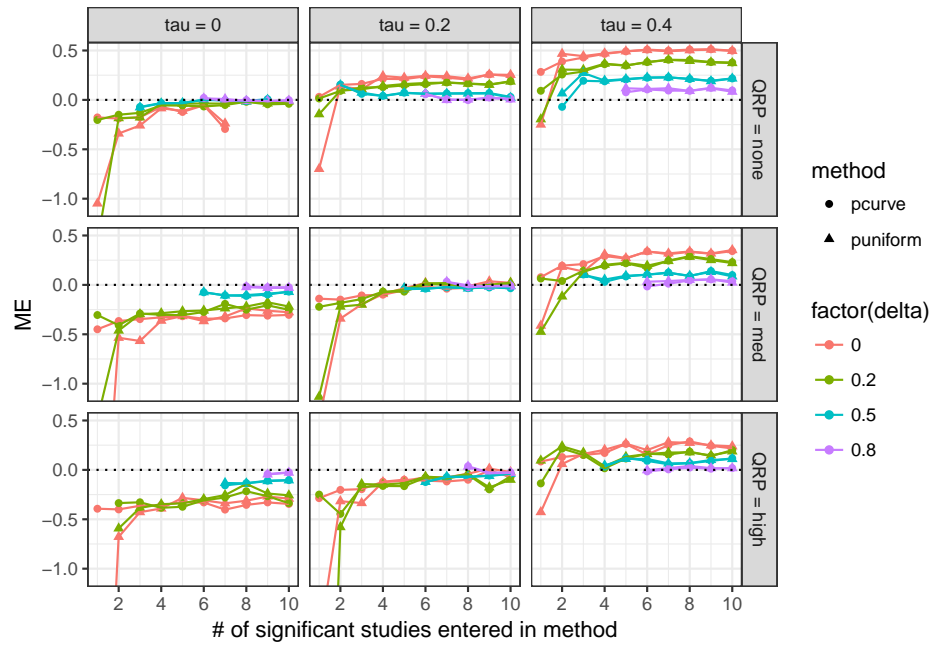 tau = 0
tau = 0.2
tau = 0.4
0.5
0.0
−0.5
−1.0
QRP = none
0.5
0.0
−0.5
−1.0
QRP = med
0.5
0.0
−0.5
−1.0
QRP = high
2 4 6 8 10
2 4 6 8 10
2 4 6 8 10
# of significant studies entered in method
ME
method
pcurve
puniform
factor(delta)
0
0.2
0.5
0.8